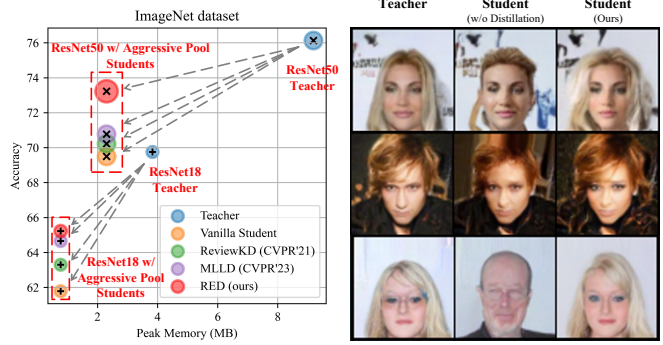 ImageNet dataset
76
74
72
70
68
66
64
62
Accuracy
2
4
6
8
Peak Memory (MB)
ResNet50 w/ Aggressive Pool
Students
ResNet50
Teacher
ResNet18
Teacher
ResNet18 w/
Aggressive Pool
Students
Teacher
Vanilla Student
ReviewKD (CVPR'21)
MLLD (CVPR'23)
RED (ours)
Teacher
Student
(w/o Distillation)
Student
(Ours)